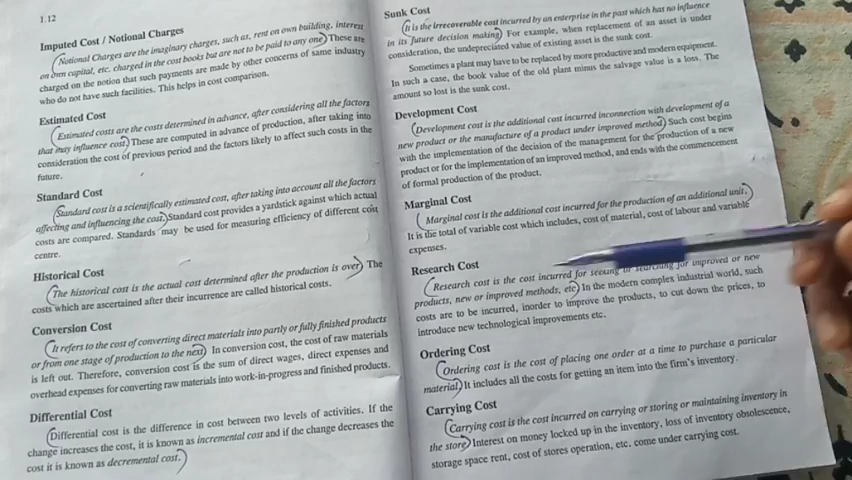 1.12
Imputed Cost / Notional Charges
Notional Charges are the imaginary charges, such as, rent on own building, interest
on own capital, etc. charged in the cost books but are not to be paid to any one. These are
charged on the notion that such payments are made by other concerns of same industry
who do not have such facilities. This helps in cost comparison.
Estimated Cost
Estimated costs are the costs determined in advance, after considering all the factors
that may influence cost. These are computed in advance of production, after taking into
consideration the cost of previous period and the factors likely to affect such costs in the
future.
Standard Cost
Standard cost is a scientifically estimated cost, after taking into account all the factors
affecting and influencing the cost. Standard cost provides a yardstick against which actual
costs are compared. Standards may be used for measuring efficiency of different cost
centre.
Historical Cost
The historical cost is the actual cost determined after the production is over. The
costs which are ascertained after their incurrence are called historical costs.
Conversion Cost
It refers to the cost of converting direct materials into partly or fully finished products
or from one stage of production to the next. In conversion cost, the cost of raw materials
is left out. Therefore, conversion cost is the sum of direct wages, direct expenses and
overhead expenses for converting raw materials into work-in-progress and finished products.
Differential Cost
Differential cost is the difference in cost between two levels of activities. If the
change increases the cost, it is known as incremental cost and if the change decreases the
cost it is known as decremental cost.
Sunk Cost
It is the irrecoverable cost incurred by an enterprise in the past which has no influence
in its future decision making. For example, when replacement of an asset is under
consideration, the undepreciated value of existing asset is the sunk cost.
Sometimes a plant may have to be replaced by more productive and modern equipment.
In such a case, the book value of the old plant minus the salvage value is a loss. The
amount so lost is the sunk cost.
Development Cost
Development cost is the additional cost incurred inconnection with development of a
new product or the manufacture of a product under improved method. Such cost begins
with the implementation of the decision of the management for the production of a new
product or for the implementation of an improved method, and ends with the commencement
of formal production of the product.
Marginal Cost
Marginal cost is the additional cost incurred for the production of an additional unit.
It is the total of variable cost which includes, cost of material, cost of labour and variable
expenses.
Research Cost
Research cost is the cost incurred for seeking or searching for improved or new
products, new or improved methods, etc. In the modern complex industrial world, such
costs are to be incurred, inorder to improve the products, to cut down the prices, to
introduce new technological improvements etc.
Ordering Cost
Ordering cost is the cost of placing one order at a time to purchase a particular
material. It includes all the costs for getting an item into the firm's inventory.
Carrying Cost
Carrying cost is the cost incurred on carrying or storing or maintaining inventory in
the store. Interest on money locked up in the inventory, loss of inventory obsolescence,
storage space rent, cost of stores operation, etc. come under carrying cost.